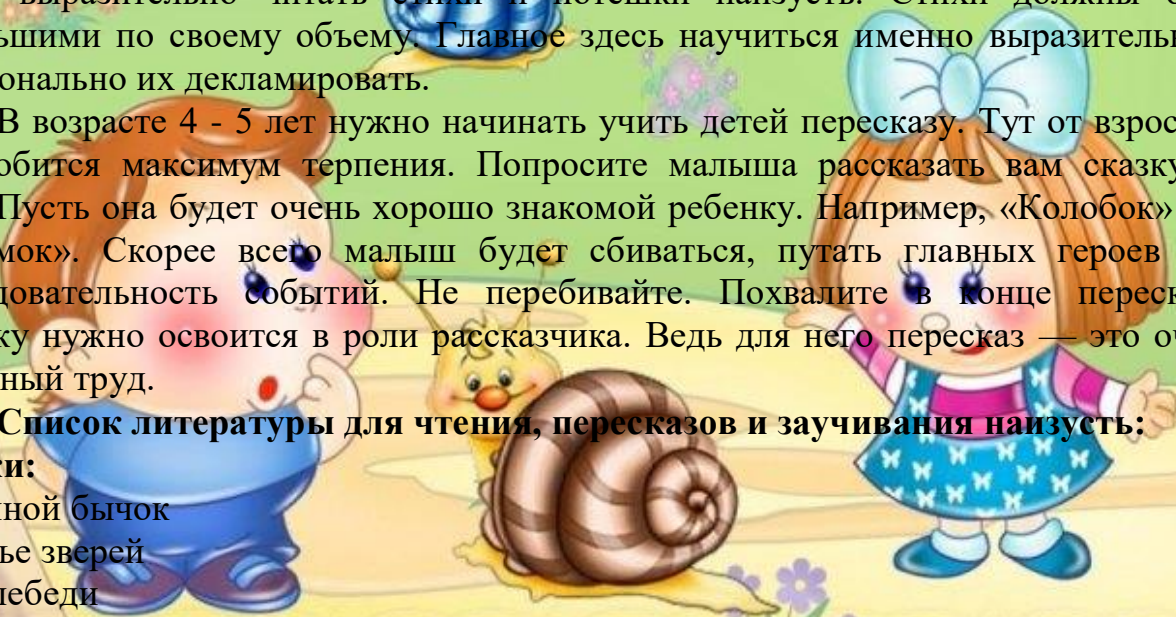 выразительно читать стихи и потешки наизусть. Стихи должны
ьшими по своему объему. Главное здесь научиться именно выразитель
онально их декламировать.
В возрасте 4 - 5 лет нужно начинать учить детей пересказу. Тут от взрос
обится максимум терпения. Попросите малыша рассказать вам сказку
Пусть она будет очень хорошо знакомой ребенку. Например, «Колобок»
мок». Скорее всего малыш будет сбиваться, путать главных героев
довательность событий. Не перебивайте. Похвалите в конце переск
ку нужно освоится в роли рассказчика. Ведь для него пересказ — это оч
ный труд.
Список литературы для чтения, пересказов и заучивания наизусть:
ки:
ной бычок
ье зверей
лебеди